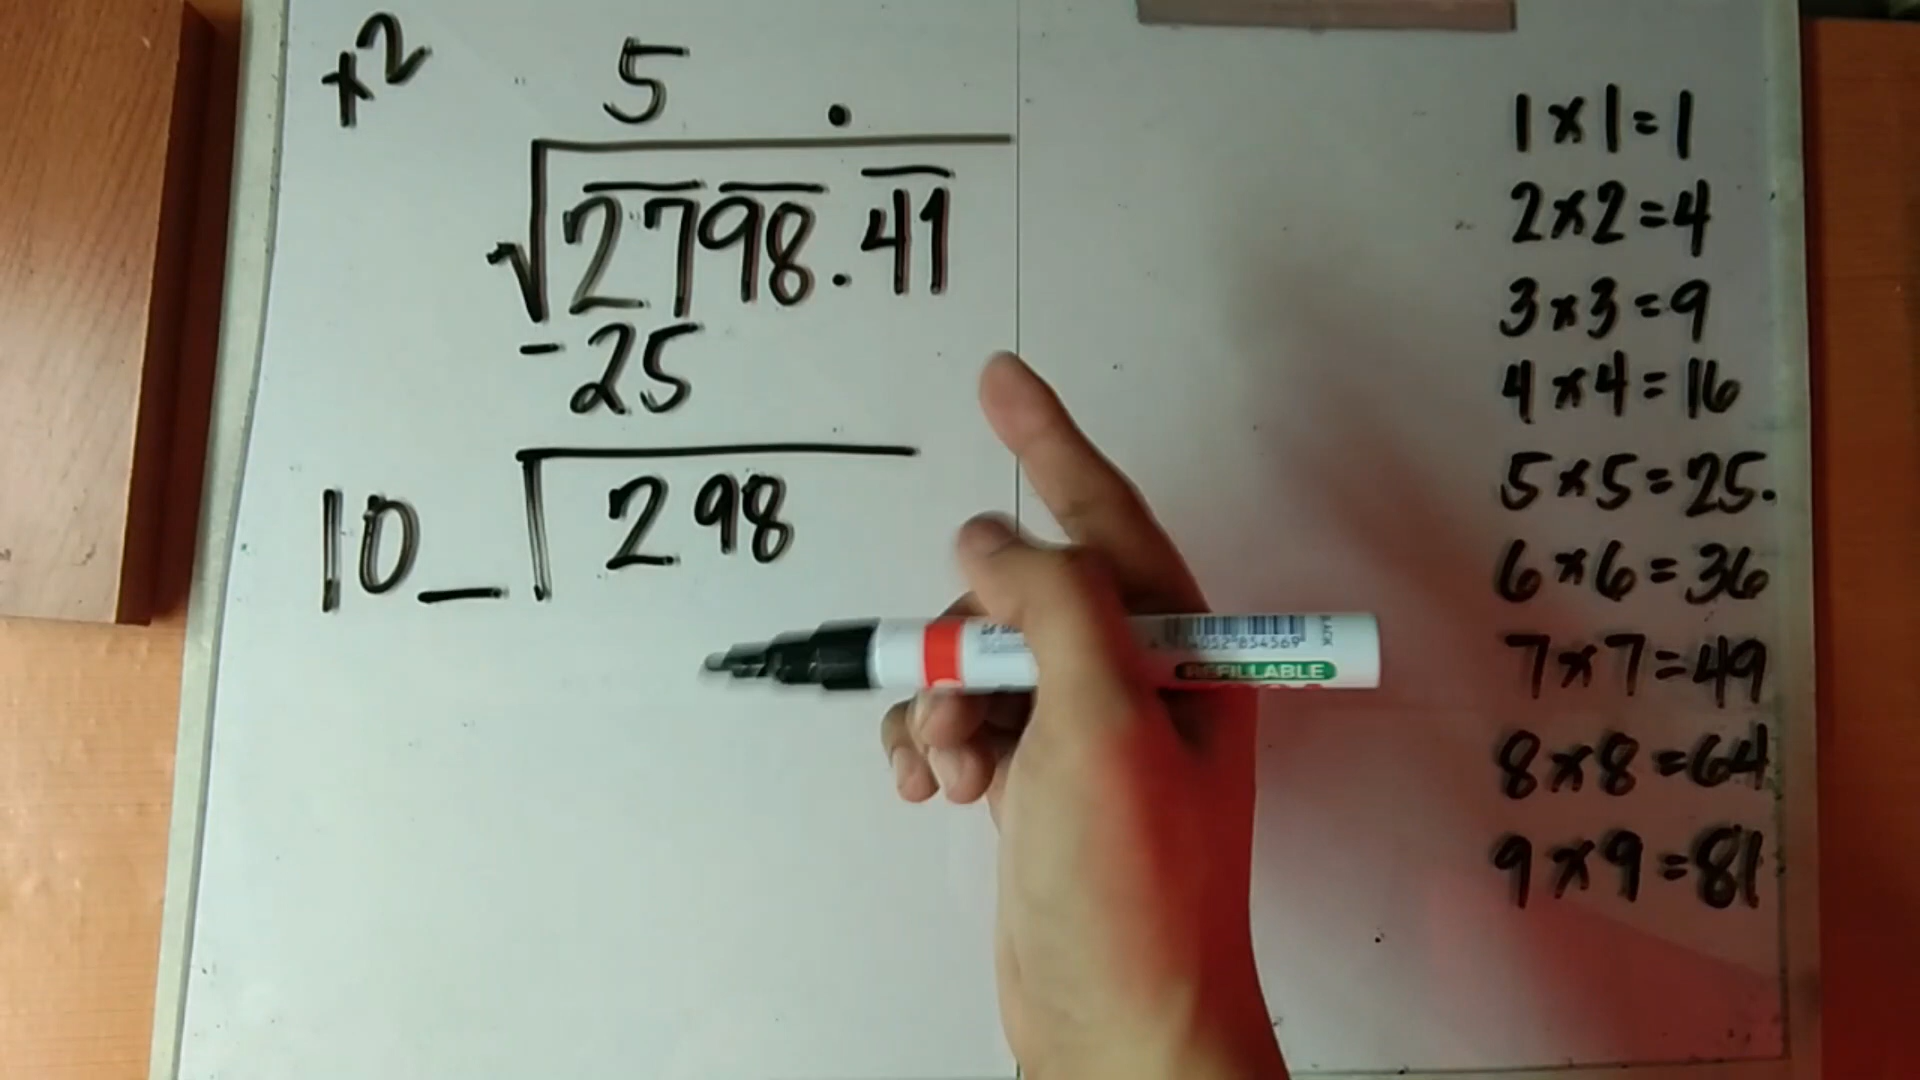 x2
5 .
√2798.41
-25
10_ √298
1x1=1
2x2=4
3x3=9
4x4=16
5x5=25.
6x6=36
7x7=49
8x8=64
9x9=81
REFILLABLE